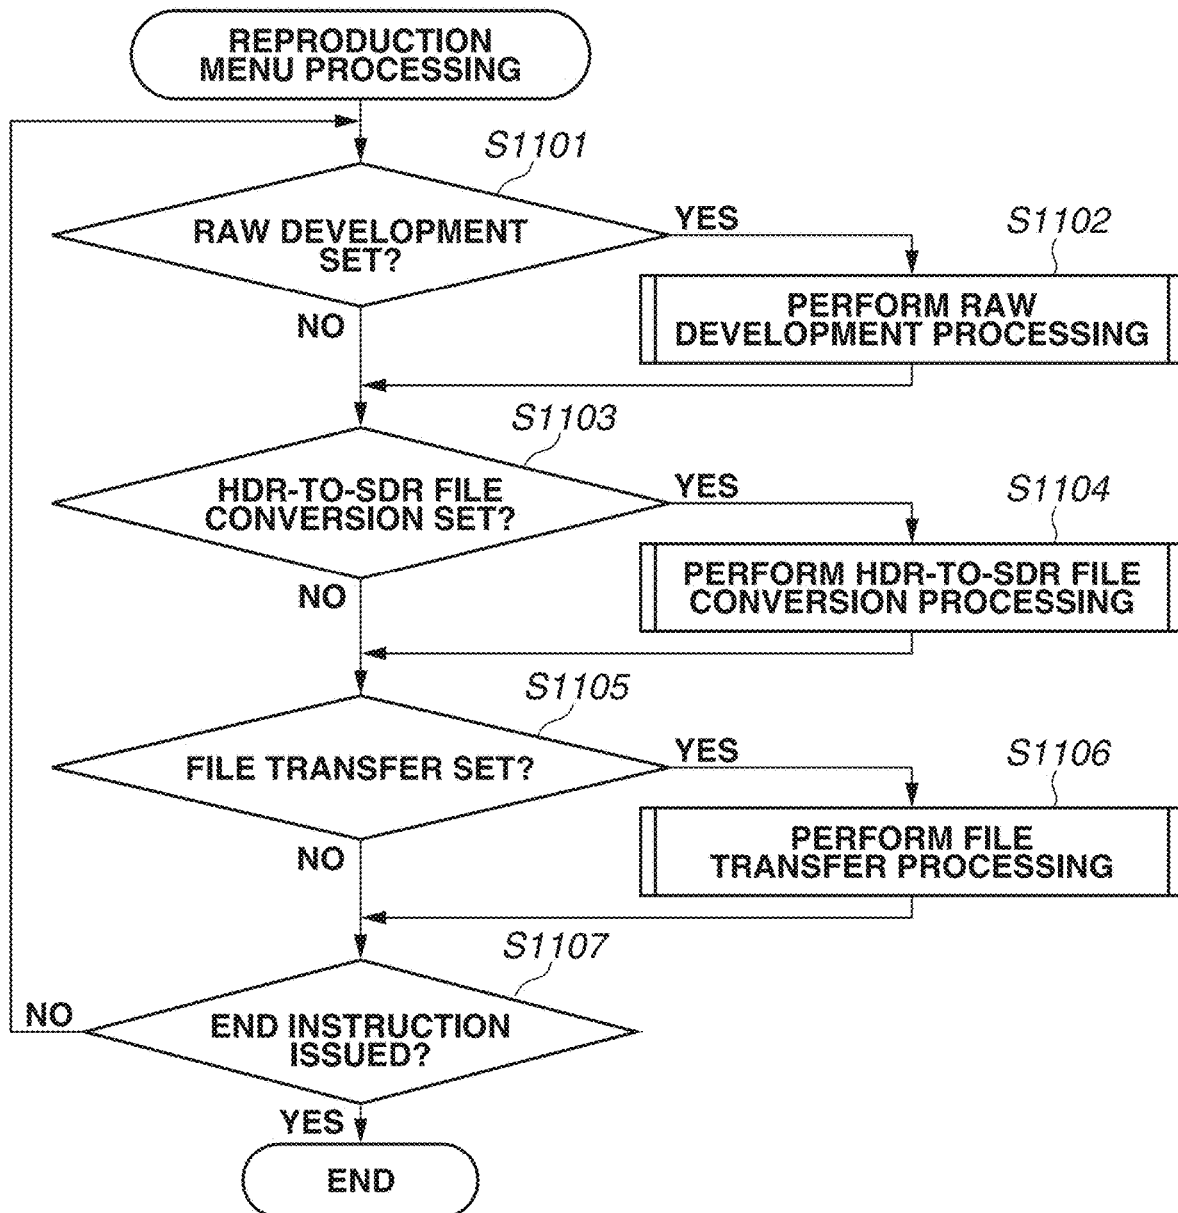 REPRODUCTION
MENU PROCESSING
S1101
RAW DEVELOPMENT
SET?
YES
NO
S1102
PERFORM RAW
DEVELOPMENT PROCESSING
S1103
HDR-TO-SDR FILE
CONVERSION SET?
YES
NO
S1104
PERFORM HDR-TO-SDR FILE
CONVERSION PROCESSING
S1105
FILE TRANSFER SET?
YES
NO
S1106
PERFORM FILE
TRANSFER PROCESSING
S1107
END INSTRUCTION
ISSUED?
NO
YES
END